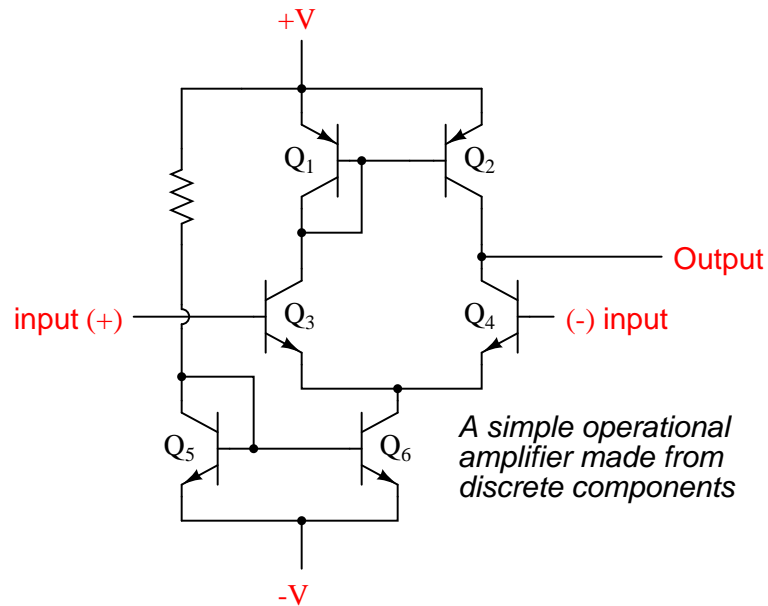 +V
Q1
Q2
Output
input (+)
Q3
Q4
(-) input
Q5
Q6
A simple operational
amplifier made from
discrete components
-V